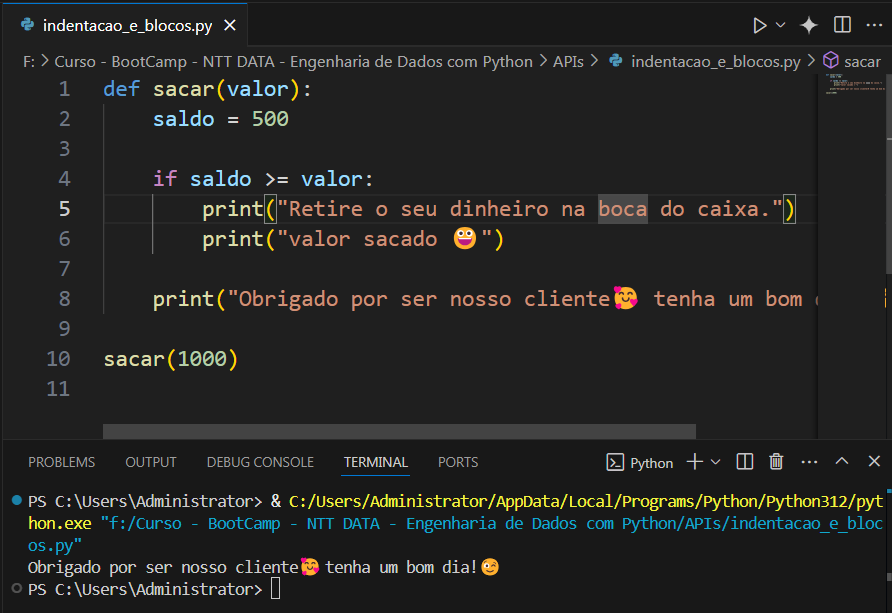 indentacao_e_blocos.py
F: > Curso - BootCamp - NTT DATA - Engenharia de Dados com Python > APIs > indentacao_e_blocos.py > sacar
1 def sacar(valor):
2 saldo = 500
3
4 if saldo >= valor:
5 print("Retire o seu dinheiro na boca do caixa.")
6 print("valor sacado 😀")
7
8 print("Obrigado por ser nosso cliente🥰 tenha um bom
9
10 sacar(1000)
11
PROBLEMS OUTPUT DEBUG CONSOLE TERMINAL PORTS Python
PS C:\Users\Administrator> & C:/Users/Administrator/AppData/Local/Programs/Python/Python312/pyt
hon.exe "f:/Curso - BootCamp - NTT DATA - Engenharia de Dados com Python/APIs/indentacao_e_bloc
os.py"
Obrigado por ser nosso cliente🥰 tenha um bom dia!😉
PS C:\Users\Administrator>